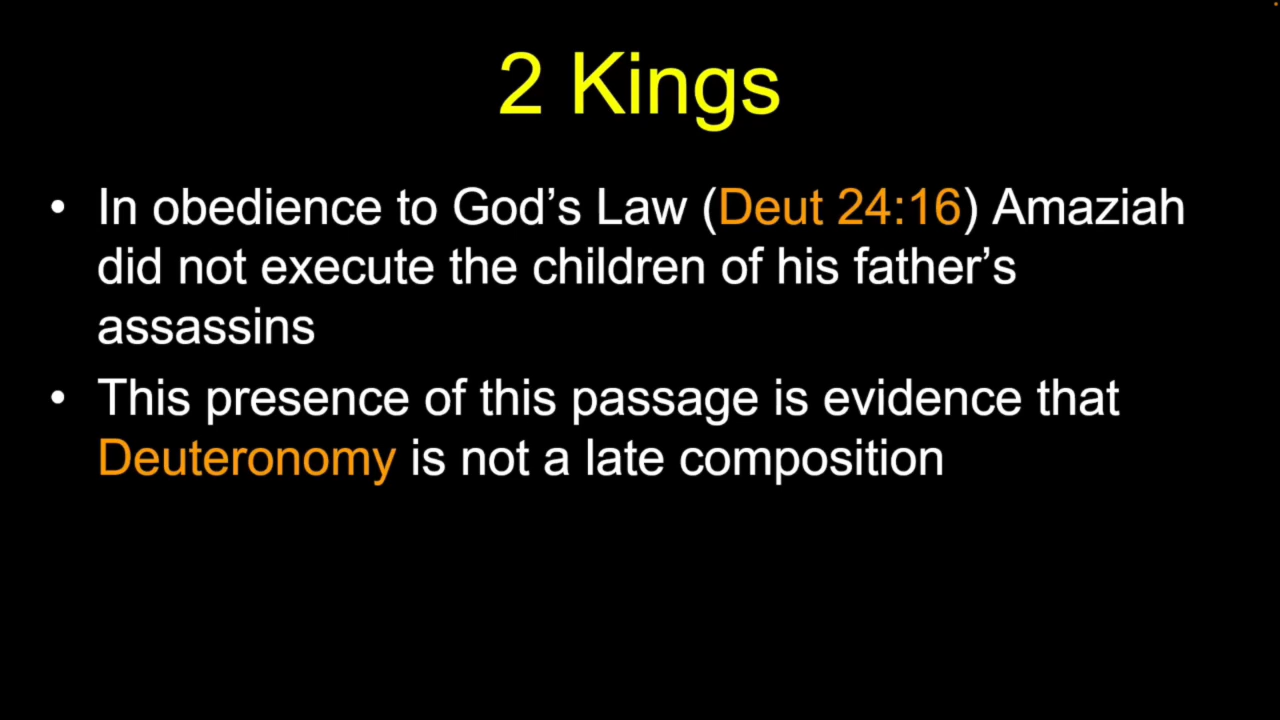 2 Kings
• In obedience to God’s Law (Deut 24:16) Amaziah
did not execute the children of his father’s
assassins
• This presence of this passage is evidence that
Deuteronomy is not a late composition